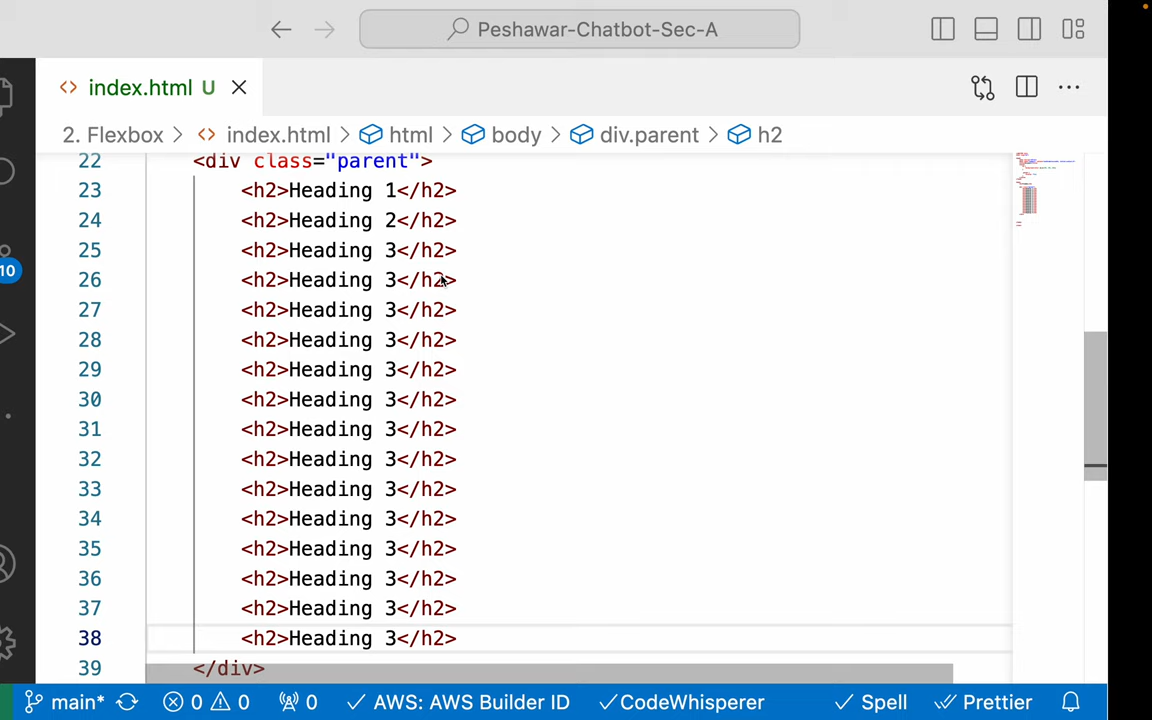 Peshawar-Chatbot-Sec-A
index.html U
2. Flexbox > index.html > html > body > div.parent > h2
22 <div class="parent">
23 <h2>Heading 1</h2>
24 <h2>Heading 2</h2>
25 <h2>Heading 3</h2>
26 <h2>Heading 3</h2>
27 <h2>Heading 3</h2>
28 <h2>Heading 3</h2>
29 <h2>Heading 3</h2>
30 <h2>Heading 3</h2>
31 <h2>Heading 3</h2>
32 <h2>Heading 3</h2>
33 <h2>Heading 3</h2>
34 <h2>Heading 3</h2>
35 <h2>Heading 3</h2>
36 <h2>Heading 3</h2>
37 <h2>Heading 3</h2>
38 <h2>Heading 3</h2>
39 </div>
10
main* 0 0 0 AWS: AWS Builder ID CodeWhisperer Spell Prettier